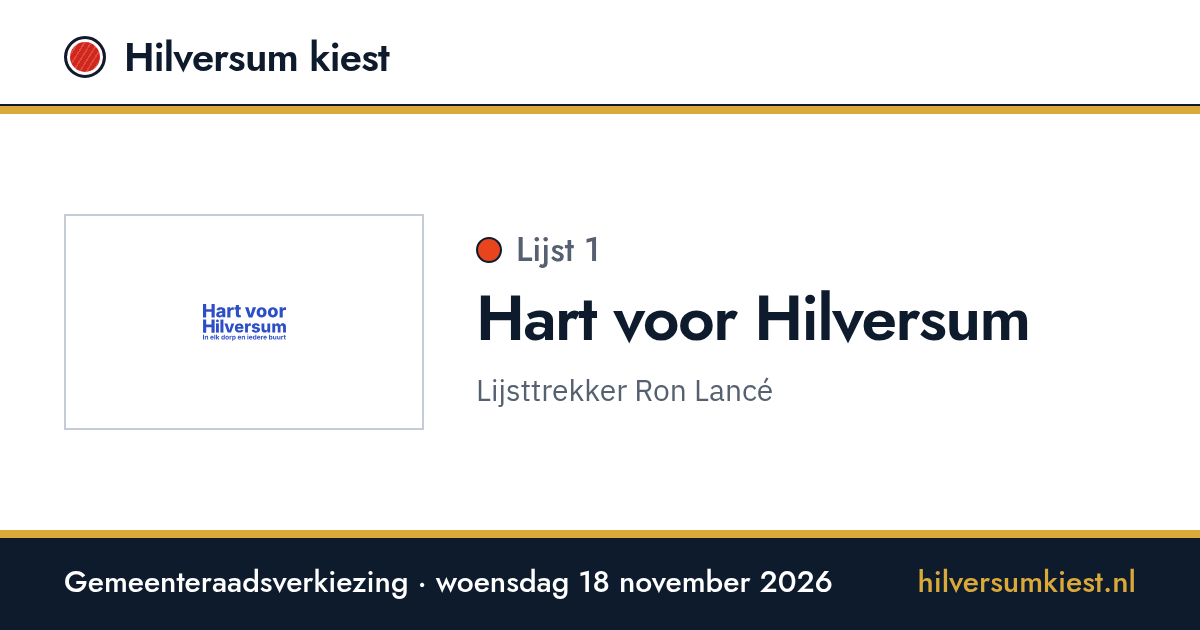 Hilversum kiest
Hart voor
Hilversum
In elk dorp en iedere buurt
Lijst 1
Hart voor Hilversum
Lijsttrekker Ron Lancé
Gemeenteraadsverkiezing · woensdag 18 november 2026
hilversumkiest.nl